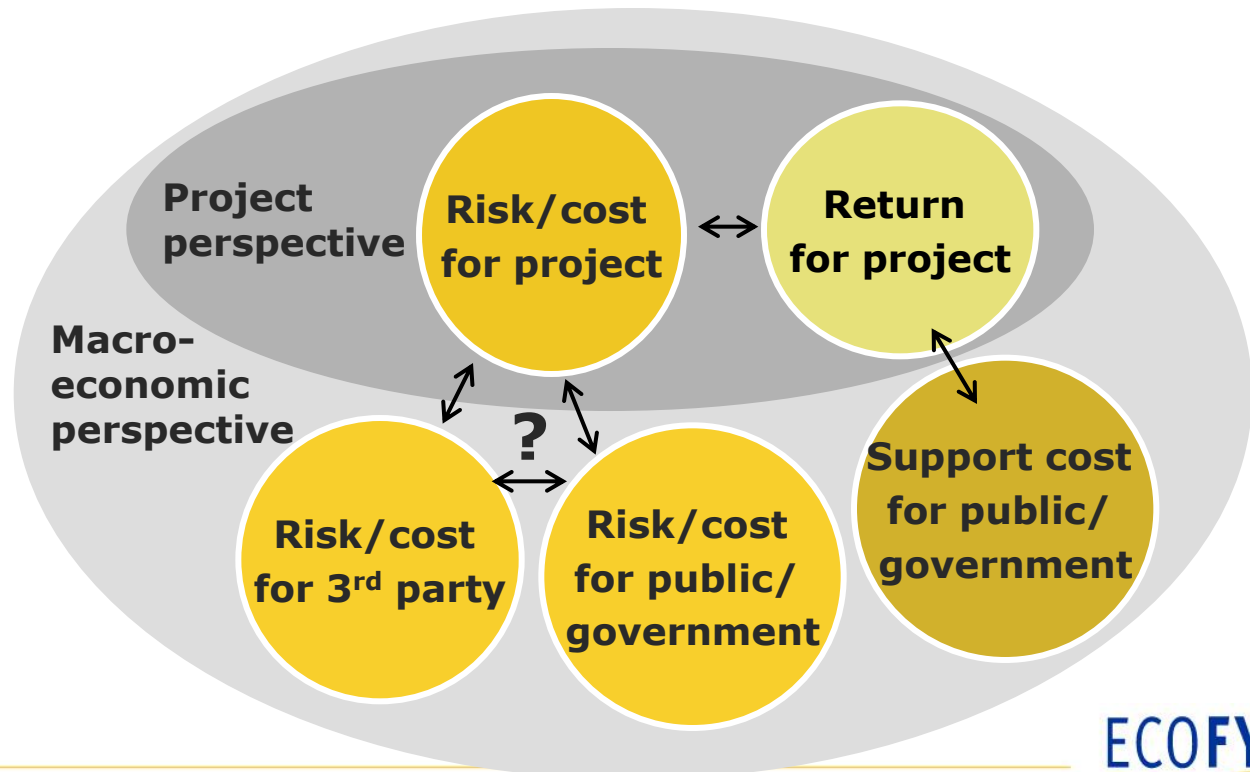 Project
perspective
Risk/cost
for project
Return
for project
Macro-
economic
perspective
?
Risk/cost
for 3rd party
Risk/cost
for public/
government
Support cost
for public/
government
ECOFY